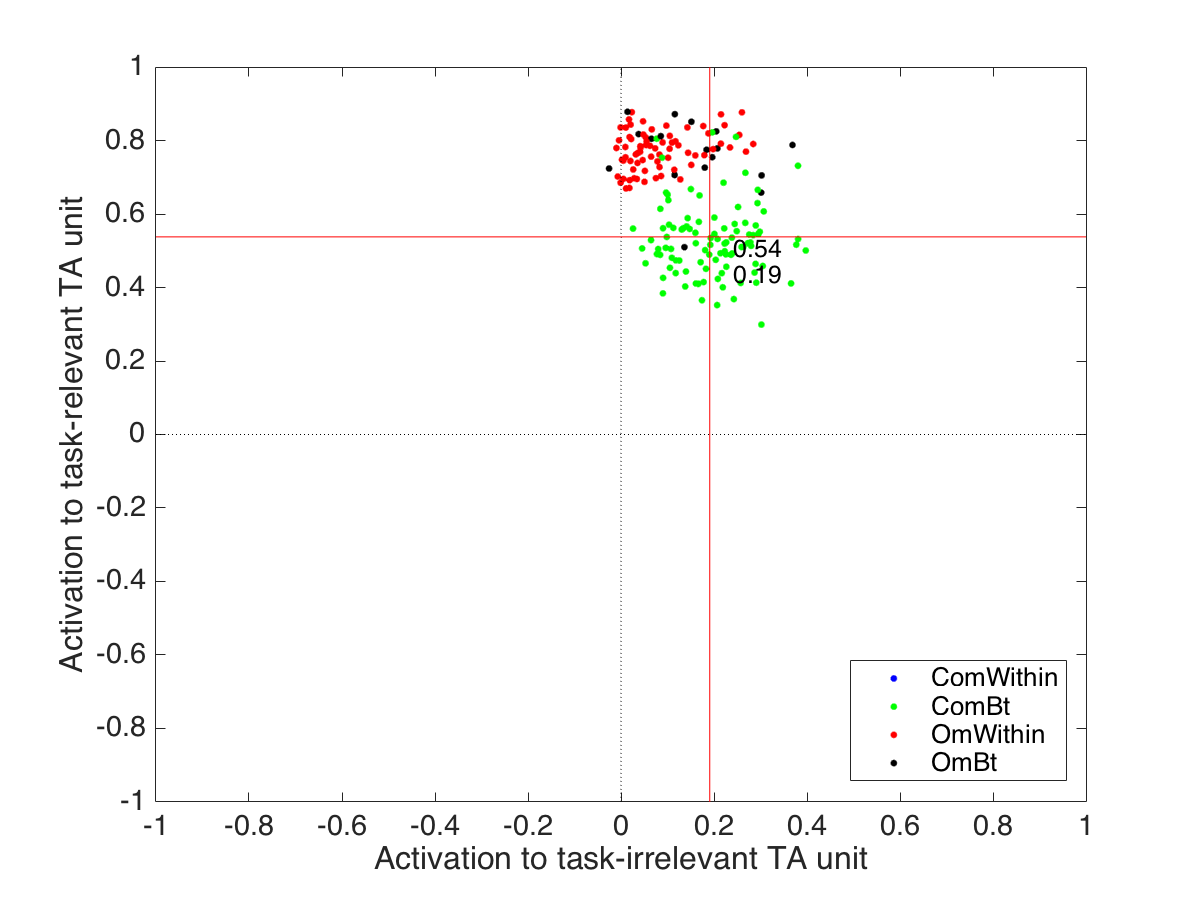 Activation to task-relevant TA unit
1
0.8
0.6
0.4
0.2
0
-0.2
-0.4
-0.6
-0.8
-1
0.54
0.19
ComWithin
ComBt
OmWithin
OmBt
-1 -0.8 -0.6 -0.4 -0.2 0 0.2 0.4 0.6 0.8 1
Activation to task-irrelevant TA unit